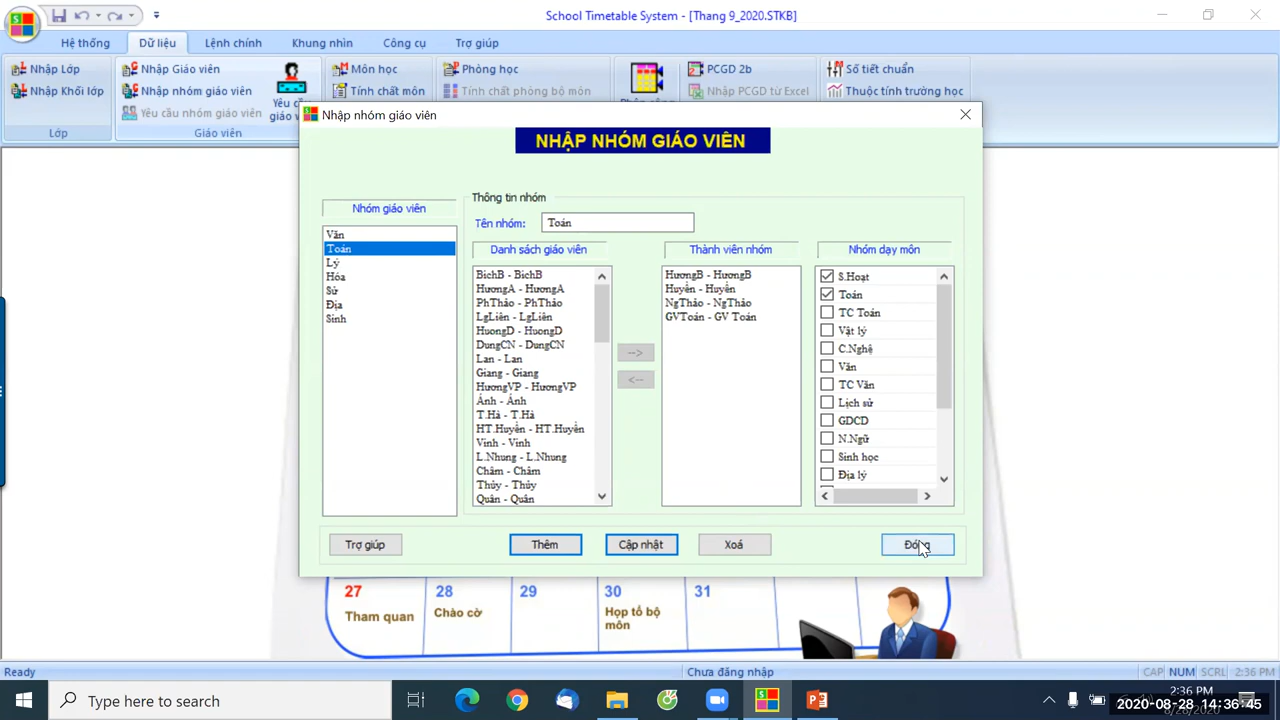 School Timetable System - [Thang 9_2020.STKB]
Hệ thống
Dữ liệu
Lệnh chính
Khung nhìn
Công cụ
Trợ giúp
Nhập Lớp
Nhập Khối lớp
Lớp
Nhập Giáo viên
Nhập nhóm giáo viên
Yêu cầu nhóm giáo viên
Giáo viên
Môn học
Tính chất môn
Phòng học
Tính chất phòng bộ môn
PCGD 2b
Nhập PCGD từ Excel
Số tiết chuẩn
Thuộc tính trường học
Nhập nhóm giáo viên
NHẬP NHÓM GIÁO VIÊN
Nhóm giáo viên
Văn
Toán
Lý
Hóa
Sử
Địa
Sinh
Thông tin nhóm
Tên nhóm:
Toán
Danh sách giáo viên
BichB - BichB
HươngA - HươngA
PhThảo - PhThảo
LgLiên - LgLiên
HuongD - HuongD
DungCN - DungCN
Lan - Lan
Giang - Giang
HươngVP - HươngVP
Ánh - Ánh
T.Hà - T.Hà
HT.Huyền - HT.Huyền
Vinh - Vinh
L.Nhung - L.Nhung
Châm - Châm
Thủy - Thủy
Quân - Quân
-->
<--
Thành viên nhóm
HươngB - HươngB
Huyền - Huyền
NgThảo - NgThảo
GVToán - GV Toán
Nhóm dạy môn
S.Hoạt
Toán
TC Toán
Vật lý
C.Nghệ
Văn
TC Văn
Lịch sử
GDCD
N.Ngữ
Sinh học
Địa lý
Trợ giúp
Thêm
Cập nhật
Xoá
27
Tham quan
28
Chào cờ
29
30
Họp tổ bộ
môn
31
Ready
Chưa đăng nhập
CAP NUM SCRL 2:36 PM
Type here to search
2:36 PM
2020-08-28 14:36:45